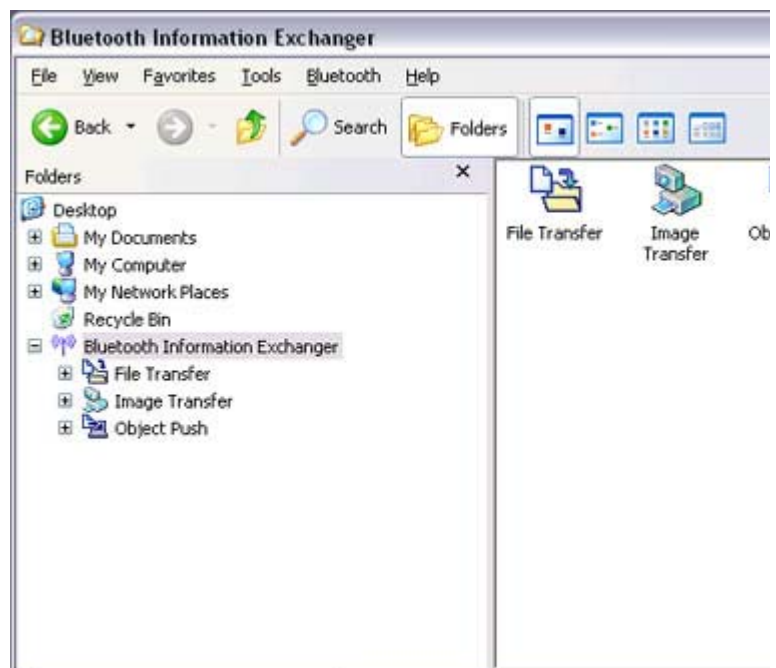 Bluetooth Information Exchanger
File View Favorites Tools Bluetooth Help
Back Search Folders
Folders
Desktop
My Documents
My Computer
My Network Places
Recycle Bin
Bluetooth Information Exchanger
File Transfer
Image Transfer
Object Push
File Transfer
Image
Transfer
Ob